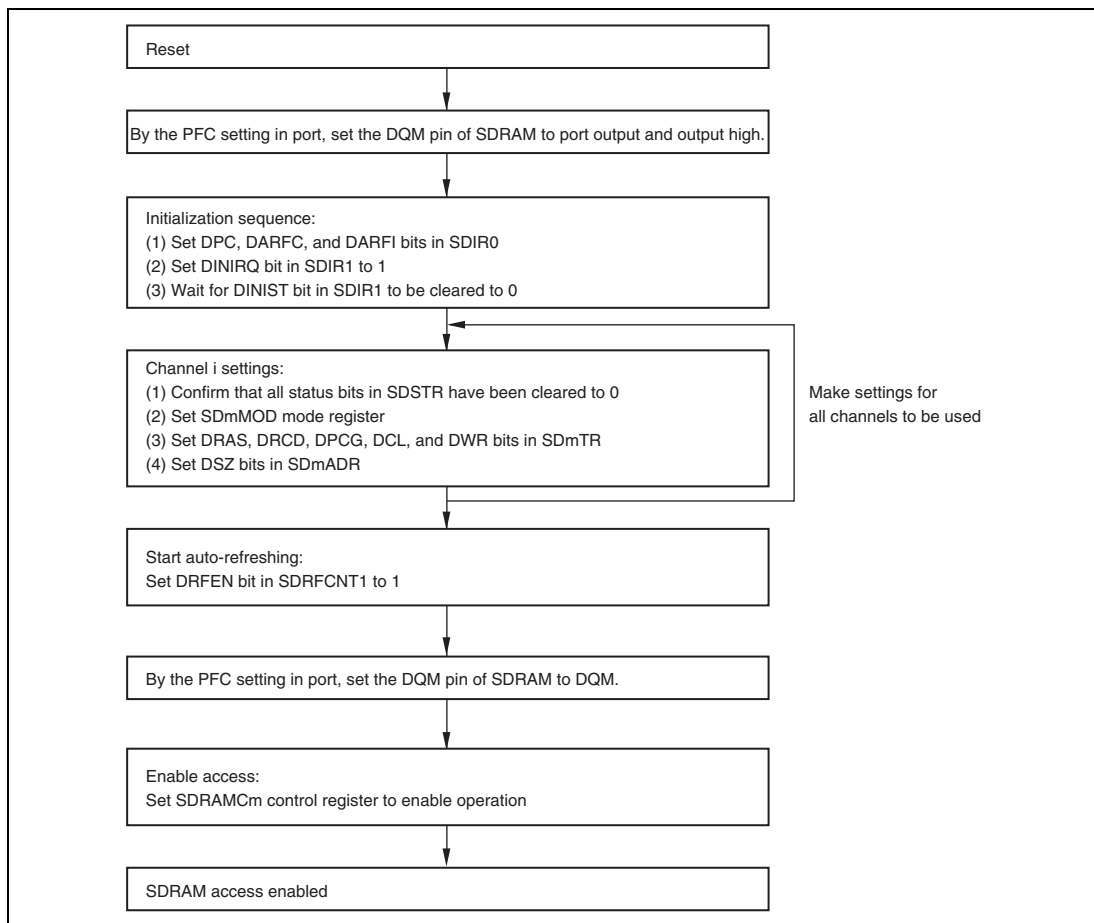 Reset
By the PFC setting in port, set the DQM pin of SDRAM to port output and output high.
Initialization sequence:
(1) Set DPC, DARFC, and DARFI bits in SDIR0
(2) Set DINIRQ bit in SDIR1 to 1
(3) Wait for DINIST bit in SDIR1 to be cleared to 0
Channel i settings:
(1) Confirm that all status bits in SDSTR have been cleared to 0
(2) Set SDmMOD mode register
(3) Set DRAS, DRCD, DPCG, DCL, and DWR bits in SDmTR
(4) Set DSZ bits in SDmADR
Make settings for
all channels to be used
Start auto-refreshing:
Set DRFEN bit in SDRFCNT1 to 1
By the PFC setting in port, set the DQM pin of SDRAM to DQM.
Enable access:
Set SDRAMCm control register to enable operation
SDRAM access enabled